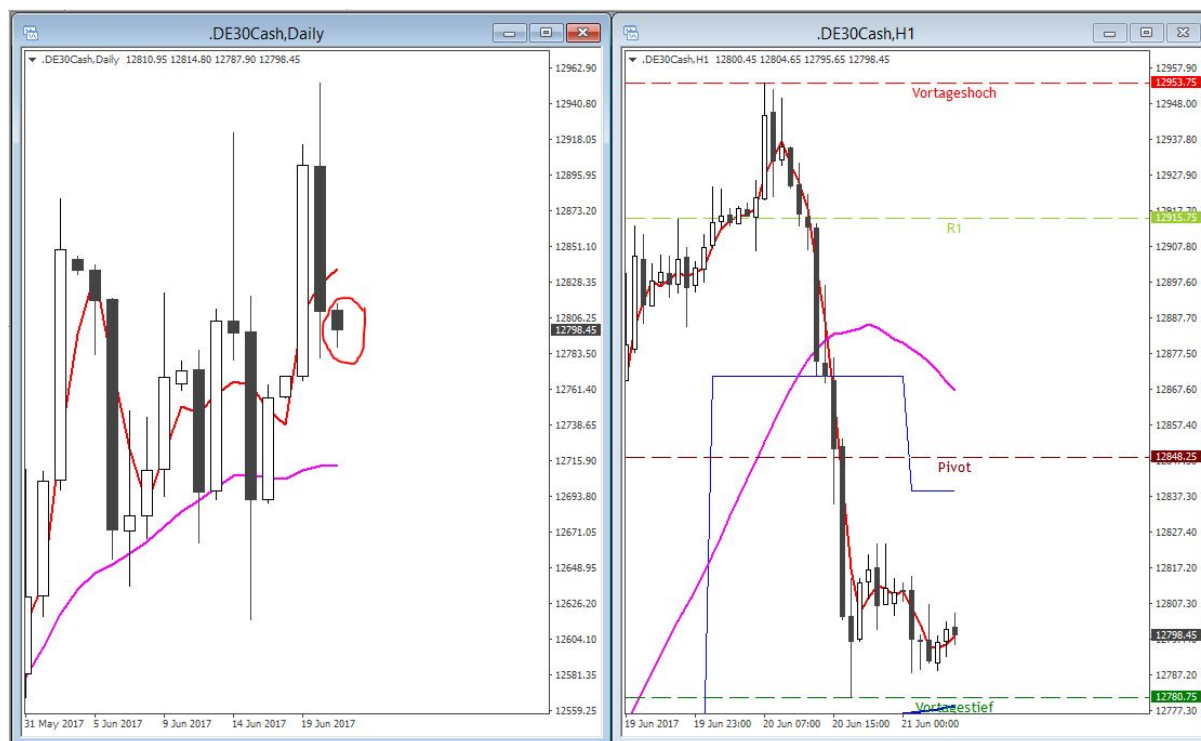 .DE30Cash,Daily
.DE30Cash,Daily 12810.95 12814.80 12787.90 12798.45
12962.90
12940.80
12918.05
12895.95
12873.20
12851.10
12828.35
12806.25
12798.45
12783.50
12761.40
12738.65
12715.90
12693.80
12671.05
12648.95
12626.20
12604.10
12581.35
12559.25
31 May 2017
5 Jun 2017
9 Jun 2017
14 Jun 2017
19 Jun 2017
.DE30Cash,H1
.DE30Cash,H1 12800.45 12804.65 12795.65 12798.45
12957.90
12953.75
Vortageshoch
12948.00
12937.80
12927.90
12915.75
R1
12907.80
12897.60
12887.70
12877.50
12867.60
12857.40
12848.25
Pivot
12837.30
12827.40
12817.20
12807.30
12798.45
12787.20
12780.75
Vortagestief
12777.30
19 Jun 2017
19 Jun 23:00
20 Jun 07:00
20 Jun 15:00
21 Jun 00:00